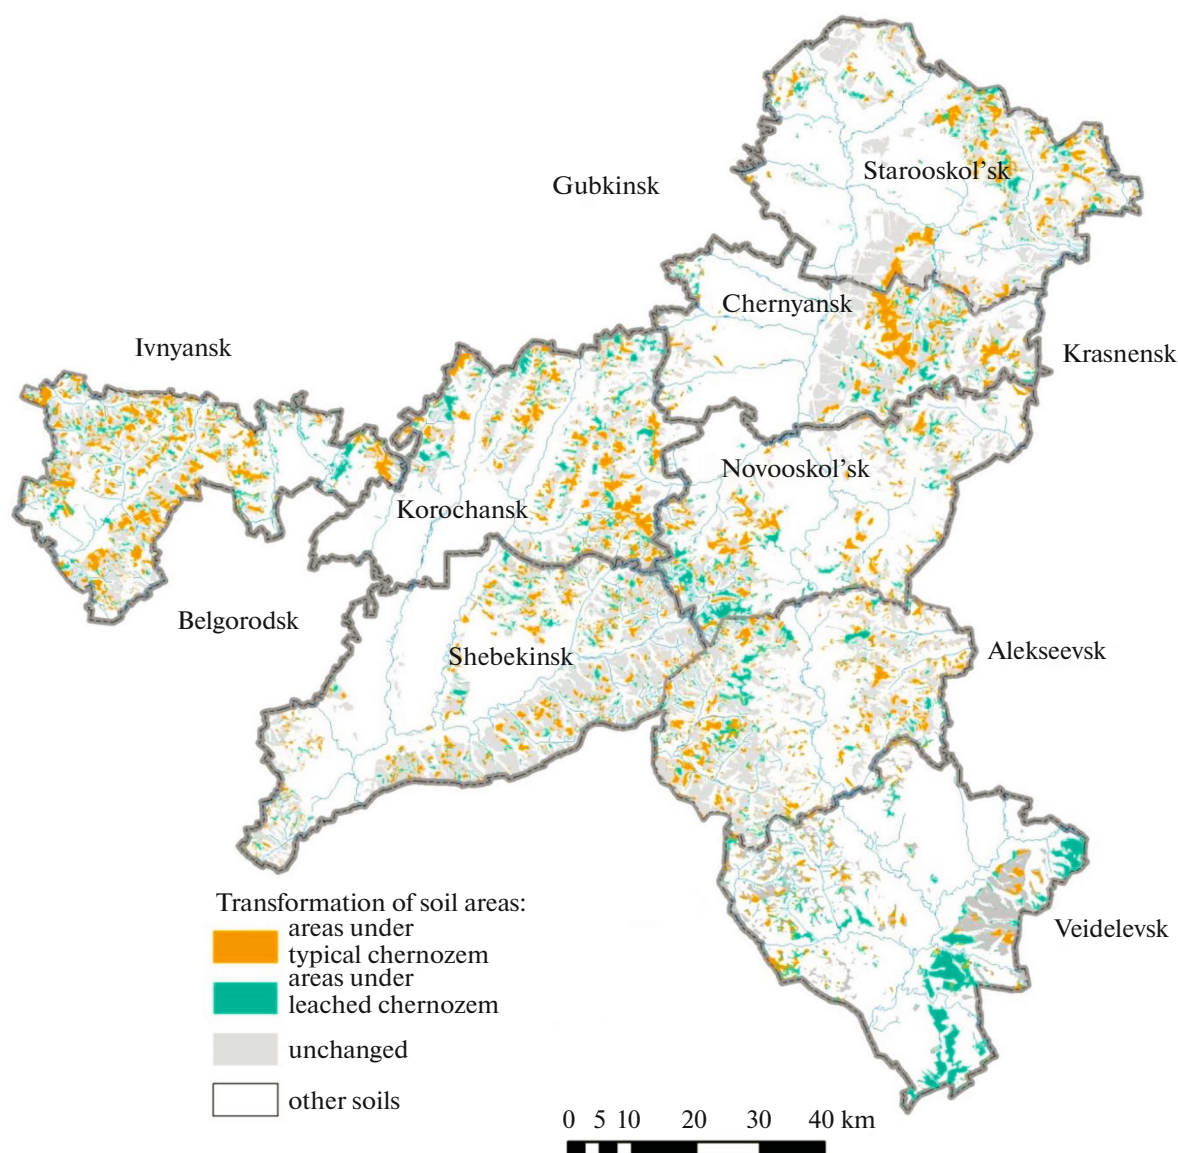 Starooskol’sk
Gubkinsk
Chernyansk
Ivnyansk
Krasnensk
Novooskol’sk
Korochansk
Belgorodsk
Shebekinsk
Alekseevsk
Veidelevsk
Transformation of soil areas:
areas under
typical chernozem
areas under
leached chernozem
unchanged
other soils
0 5 10 20 30 40 km